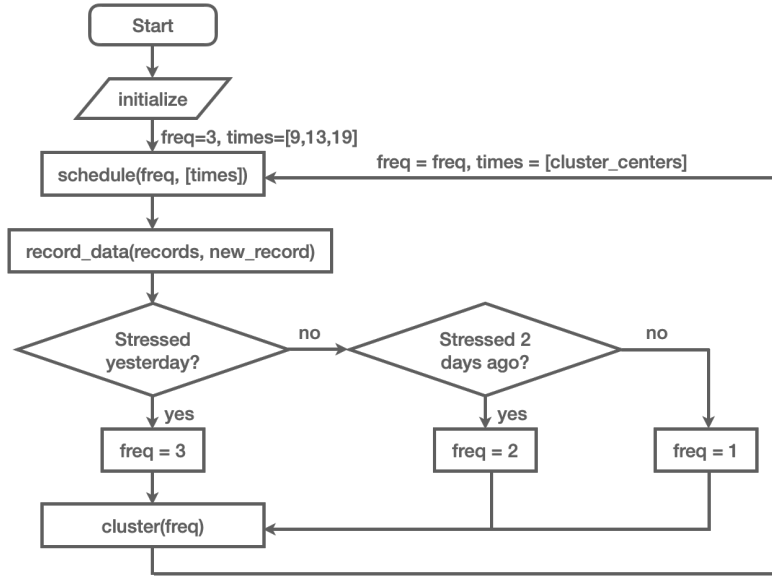 Start
initialize
freq=3, times=[9,13,19]
freq = freq, times = [cluster_centers]
schedule(freq, [times])
record_data(records, new_record)
Stressed
yesterday?
no
Stressed 2
days ago?
no
yes
yes
freq = 3
freq = 2
freq = 1
cluster(freq)